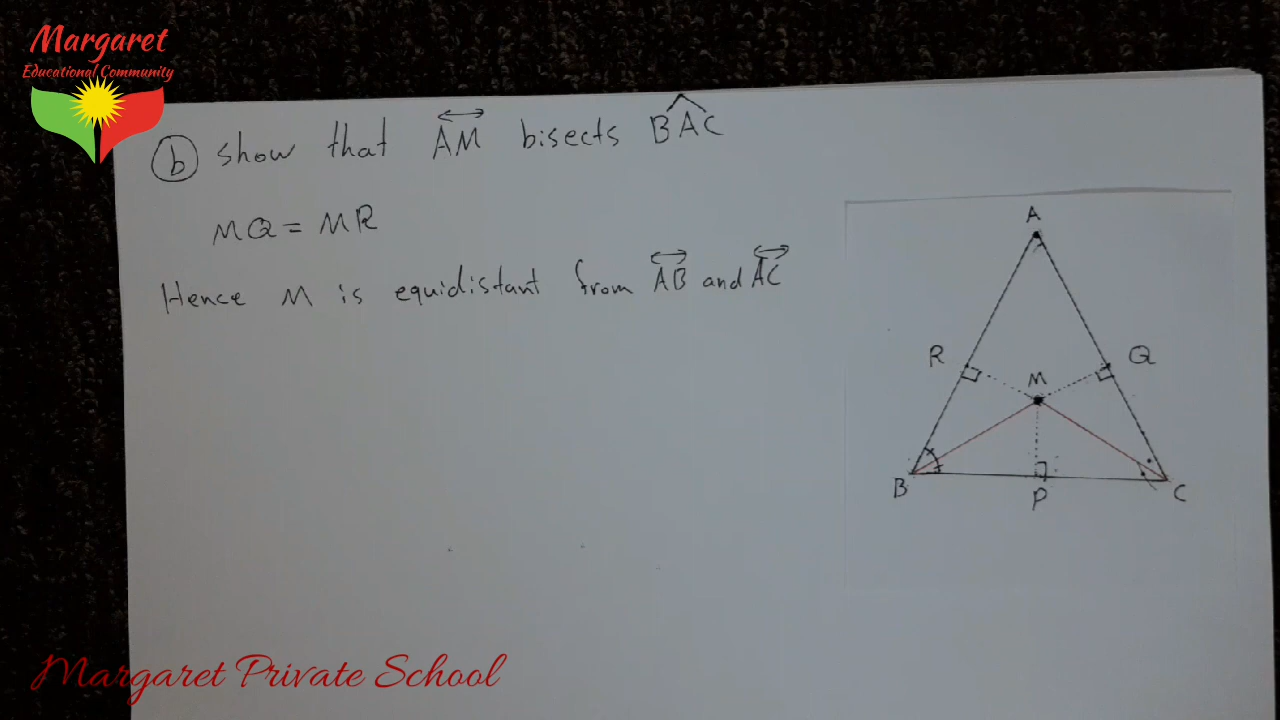 Margaret
Educational Community
b show that AM bisects BAC
MQ = MR
Hence M is equidistant from AB and AC
A
R
Q
M
B
P
C
Margaret Private School